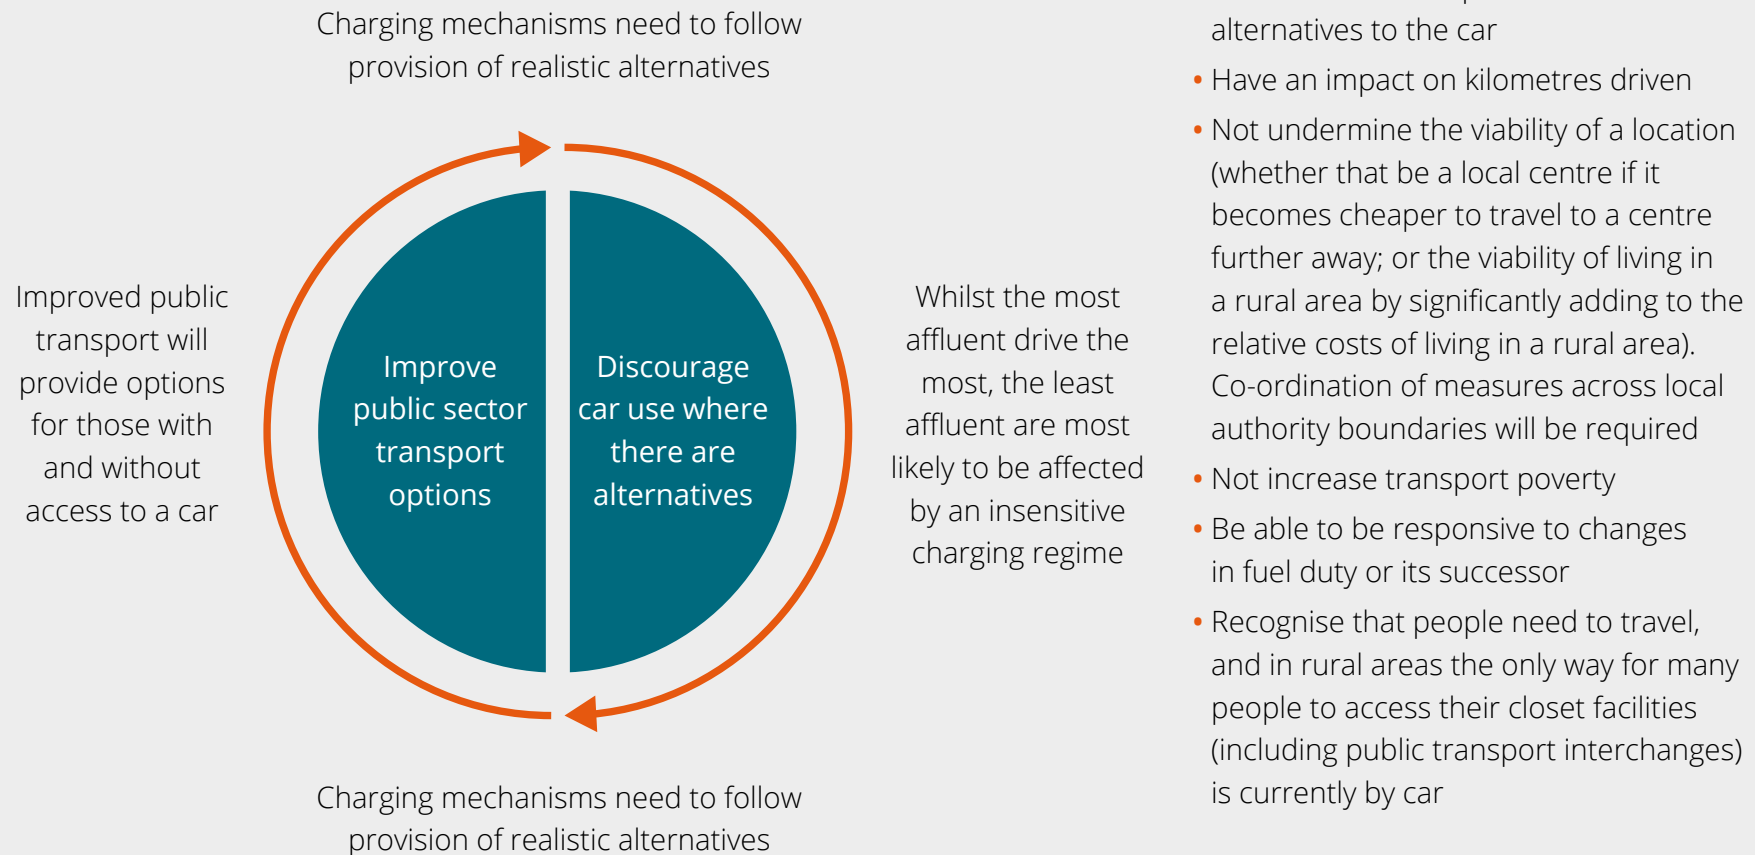 Charging mechanisms need to follow
provision of realistic alternatives
Improved public
transport will
provide options
for those with
and without
access to a car
Improve
public sector
transport
options
Discourage
car use where
there are
alternatives
Whilst the most
affluent drive the
most, the least
affluent are most
likely to be affected
by an insensitive
charging regime
Charging mechanisms need to follow
provision of realistic alternatives
alternatives to the car
• Have an impact on kilometres driven
• Not undermine the viability of a location
(whether that be a local centre if it
becomes cheaper to travel to a centre
further away; or the viability of living in
a rural area by significantly adding to the
relative costs of living in a rural area).
Co-ordination of measures across local
authority boundaries will be required
• Not increase transport poverty
• Be able to be responsive to changes
in fuel duty or its successor
• Recognise that people need to travel,
and in rural areas the only way for many
people to access their closet facilities
(including public transport interchanges)
is currently by car